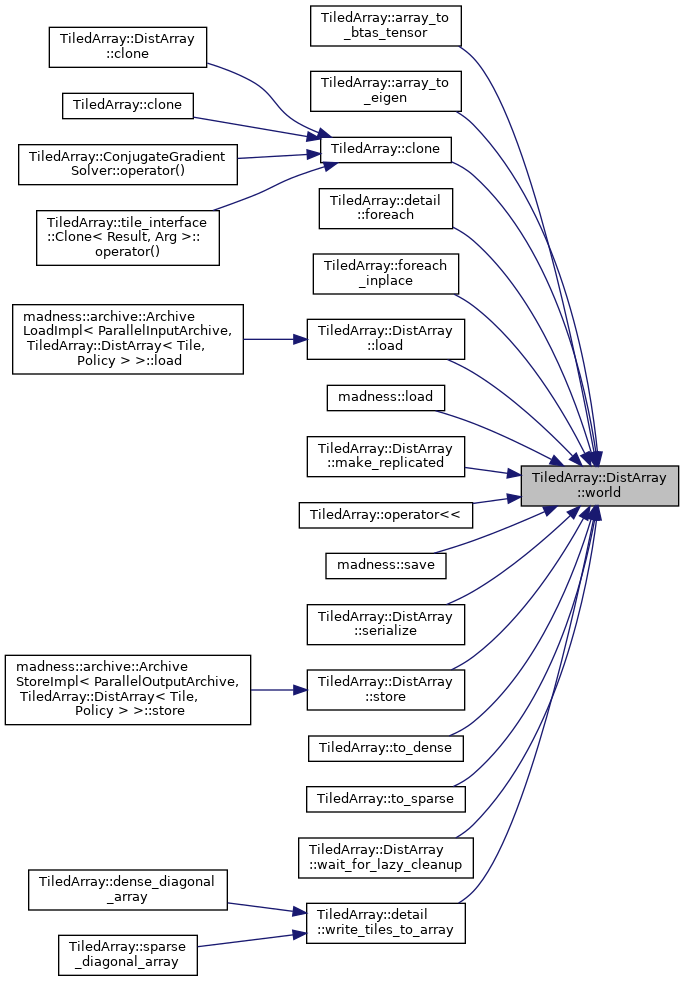 TiledArray::array_to
_btas_tensor
TiledArray::DistArray
::clone
TiledArray::array_to
_eigen
TiledArray::clone
TiledArray::clone
TiledArray::ConjugateGradient
Solver::operator()
TiledArray::detail
::foreach
TiledArray::tile_interface
::Clone< Result, Arg >::
operator()
TiledArray::foreach
_inplace
madness::archive::Archive
LoadImpl< ParallelInputArchive,
TiledArray::DistArray< Tile,
Policy > >::load
TiledArray::DistArray
::load
madness::load
TiledArray::DistArray
::make_replicated
TiledArray::DistArray
::world
TiledArray::operator<<
madness::save
TiledArray::DistArray
::serialize
madness::archive::Archive
StoreImpl< ParallelOutputArchive,
TiledArray::DistArray< Tile,
Policy > >::store
TiledArray::DistArray
::store
TiledArray::to_dense
TiledArray::to_sparse
TiledArray::DistArray
::wait_for_lazy_cleanup
TiledArray::dense_diagonal
_array
TiledArray::detail
::write_tiles_to_array
TiledArray::sparse
_diagonal_array